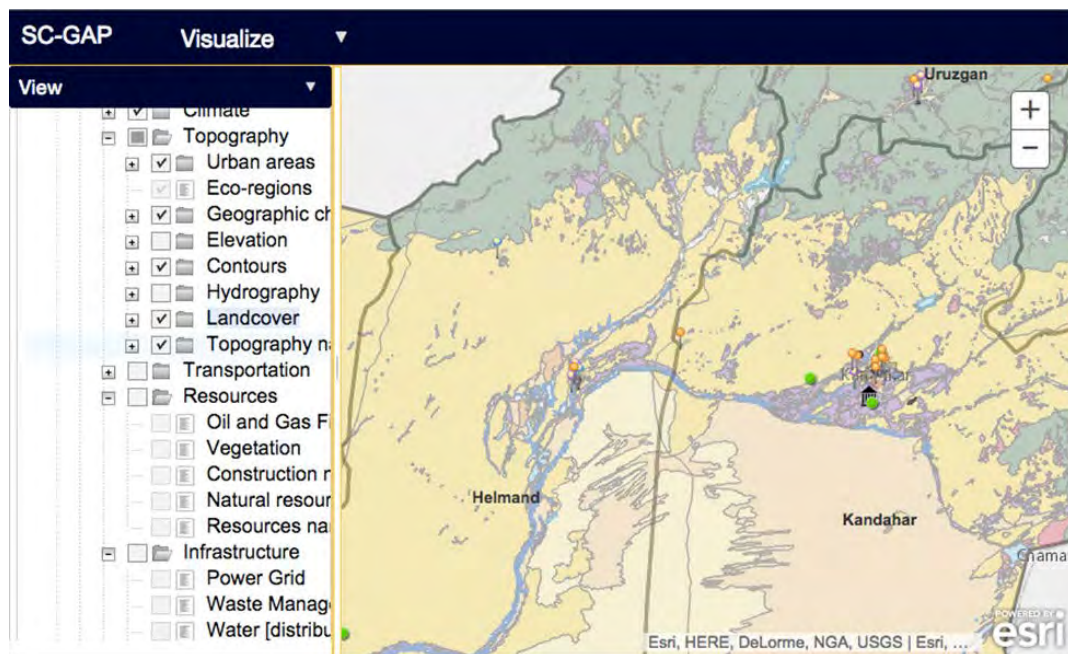 SC-GAP Visualize
View
Climate
Topography
Urban areas
Eco-regions
Geographic ch
Elevation
Contours
Hydrography
Landcover
Topography na
Transportation
Resources
Oil and Gas Fi
Vegetation
Construction
Natural resour
Resources na
Infrastructure
Power Grid
Waste Manag
Water [distribu
Uruzgan
+
−
Helmand
Kandahar
Chama
Esri, HERE, DeLorme, NGA, USGS | Esri, ...
POWERED BY
esri